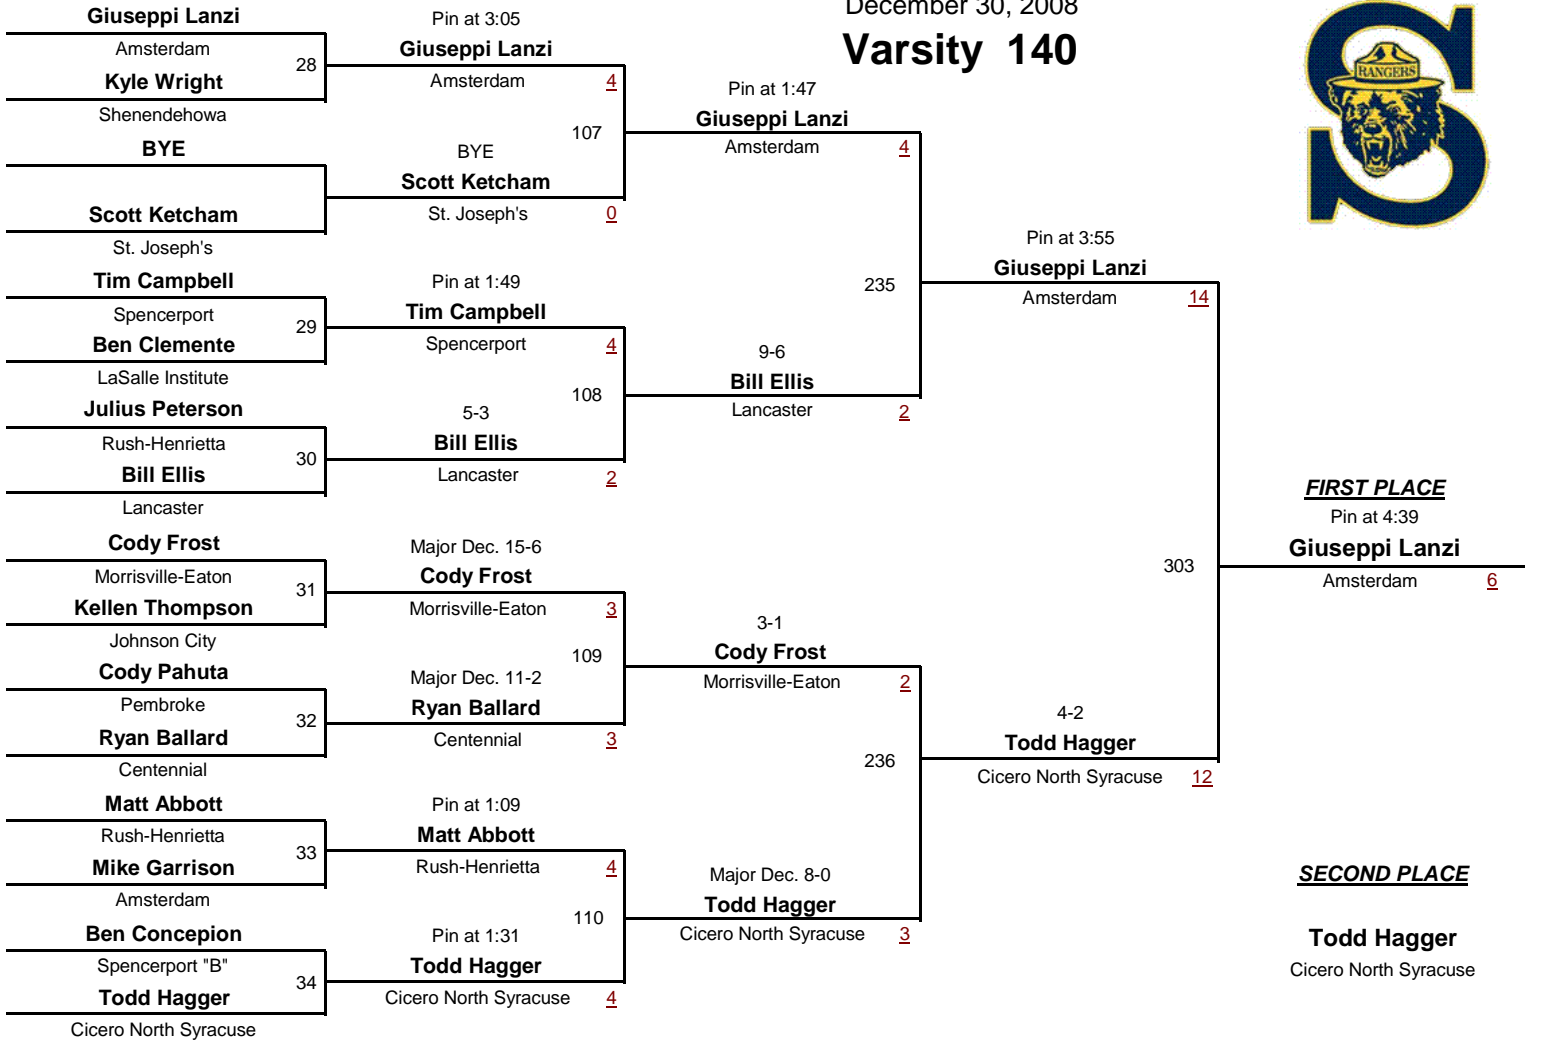 December 30, 2008
Varsity 140
RANGERS
Giuseppi Lanzi
Amsterdam
28
Kyle Wright
Shenendehowa
BYE
Scott Ketcham
St. Joseph's
Tim Campbell
Spencerport
29
Ben Clemente
LaSalle Institute
Julius Peterson
Rush-Henrietta
30
Bill Ellis
Lancaster
Cody Frost
Morrisville-Eaton
31
Kellen Thompson
Johnson City
Cody Pahuta
Pembroke
32
Ryan Ballard
Centennial
Matt Abbott
Rush-Henrietta
33
Mike Garrison
Amsterdam
Ben Concepion
Spencerport "B"
34
Todd Hagger
Cicero North Syracuse
Pin at 3:05
Giuseppi Lanzi
Amsterdam 4
107
BYE
Scott Ketcham
St. Joseph's 0
Pin at 1:49
Tim Campbell
Spencerport 4
108
5-3
Bill Ellis
Lancaster 2
Major Dec. 15-6
Cody Frost
Morrisville-Eaton 3
109
Major Dec. 11-2
Ryan Ballard
Centennial 3
Pin at 1:09
Matt Abbott
Rush-Henrietta 4
110
Pin at 1:31
Todd Hagger
Cicero North Syracuse 4
Pin at 1:47
Giuseppi Lanzi
Amsterdam 4
235
9-6
Bill Ellis
Lancaster 2
3-1
Cody Frost
Morrisville-Eaton 2
236
Major Dec. 8-0
Todd Hagger
Cicero North Syracuse 3
Pin at 3:55
Giuseppi Lanzi
Amsterdam 14
303
4-2
Todd Hagger
Cicero North Syracuse 12
FIRST PLACE
Pin at 4:39
Giuseppi Lanzi
Amsterdam 6
SECOND PLACE
Todd Hagger
Cicero North Syracuse